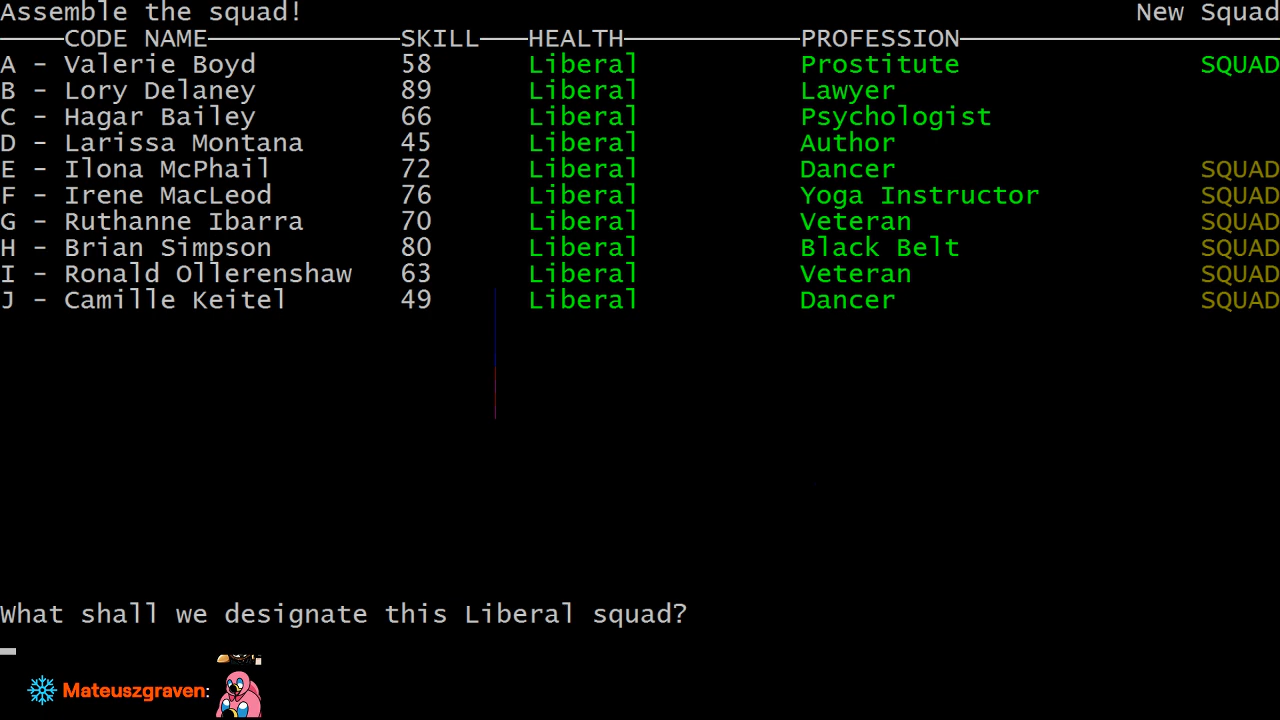 Assemble the squad! New Squad
CODE NAME SKILL HEALTH PROFESSION
A - Valerie Boyd 58 Liberal Prostitute SQUAD
B - Lory Delaney 89 Liberal Lawyer
C - Hagar Bailey 66 Liberal Psychologist
D - Larissa Montana 45 Liberal Author
E - Ilona McPhail 72 Liberal Dancer SQUAD
F - Irene MacLeod 76 Liberal Yoga Instructor SQUAD
G - Ruthanne Ibarra 70 Liberal Veteran SQUAD
H - Brian Simpson 80 Liberal Black Belt SQUAD
I - Ronald Ollerenshaw 63 Liberal Veteran SQUAD
J - Camille Keitel 49 Liberal Dancer SQUAD
What shall we designate this Liberal squad?
Mateuszgraven: